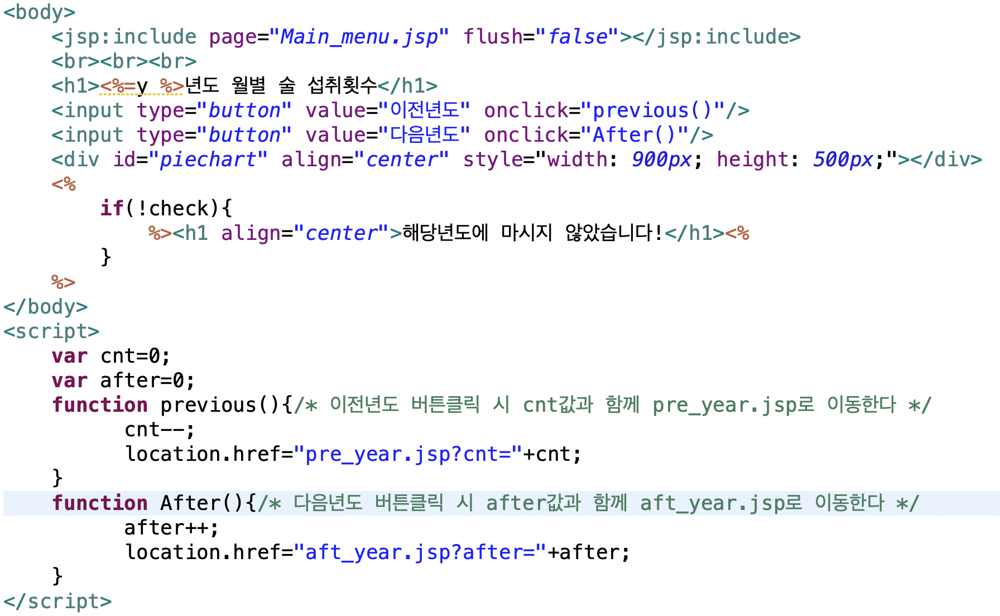 <body>
    <jsp:include page="Main_menu.jsp" flush="false"></jsp:include>
    <br><br><br>
    <h1><%=y %>년도 월별 술 섭취횟수</h1>
    <input type="button" value="이전년도" onclick="previous()"/>
    <input type="button" value="다음년도" onclick="After()"/>
    <div id="piechart" align="center" style="width: 900px; height: 500px;"></div>
    <%
        if(!check){
            %><h1 align="center">해당년도에 마시지 않았습니다!</h1><%
        }
    %>
</body>
<script>
    var cnt=0;
    var after=0;
    function previous(){/* 이전년도 버튼클릭 시 cnt값과 함께 pre_year.jsp로 이동한다 */
          cnt--;
          location.href="pre_year.jsp?cnt="+cnt;
    }
    function After(){/* 다음년도 버튼클릭 시 after값과 함께 aft_year.jsp로 이동한다 */
          after++;
          location.href="aft_year.jsp?after="+after;
    }
</script>